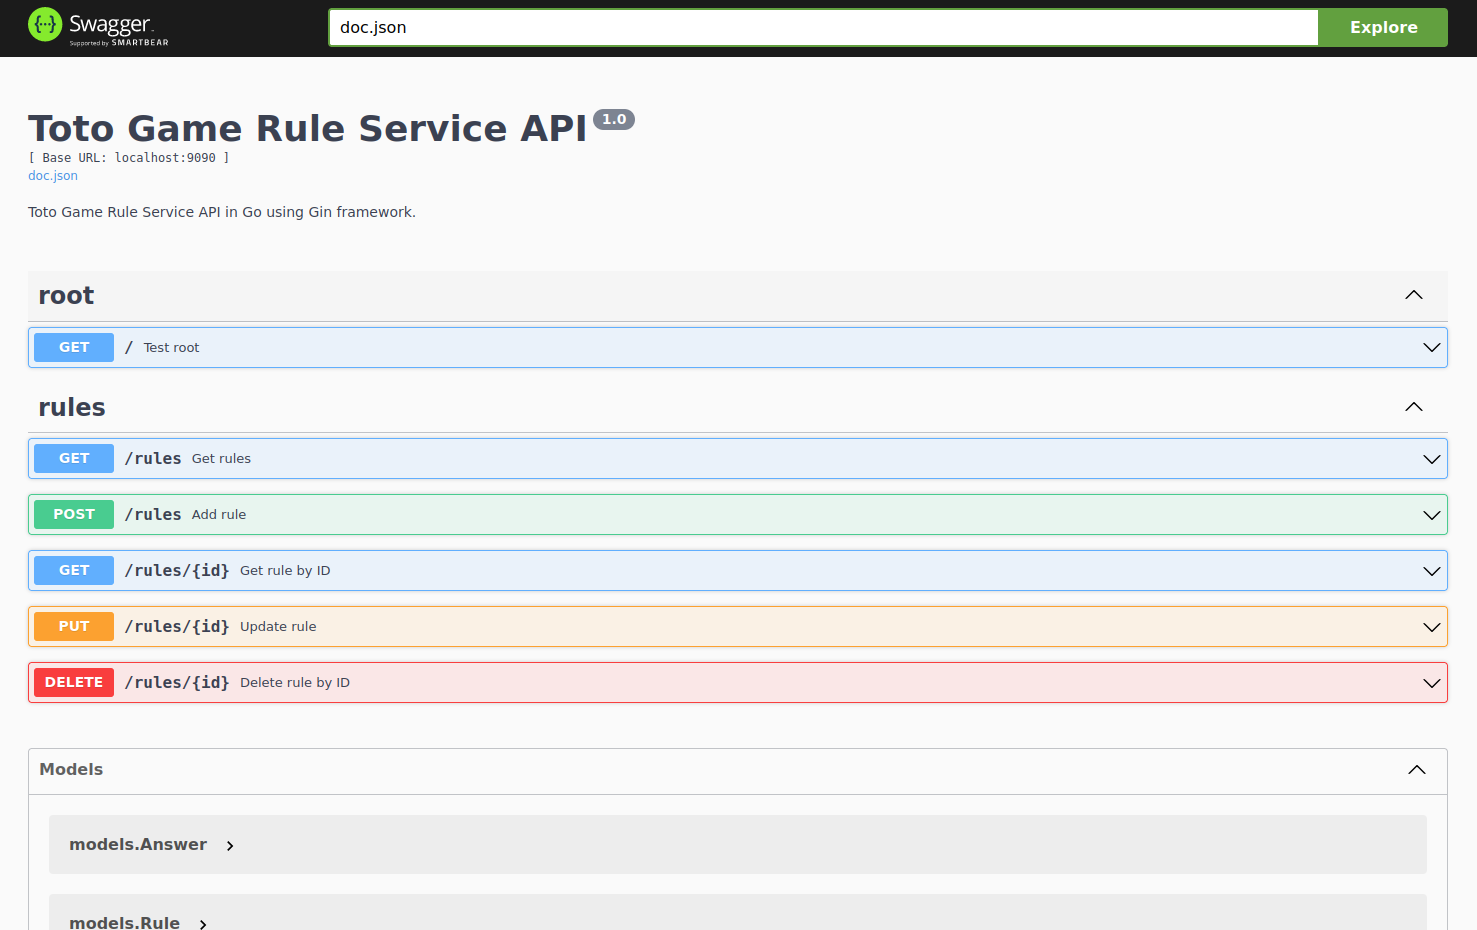 {···} Swagger
Supported by SMARTBEAR
doc.json
Explore
Toto Game Rule Service API 1.0
[ Base URL: localhost:9090 ]
doc.json
Toto Game Rule Service API in Go using Gin framework.
root
GET / Test root
rules
GET /rules Get rules
POST /rules Add rule
GET /rules/{id} Get rule by ID
PUT /rules/{id} Update rule
DELETE /rules/{id} Delete rule by ID
Models
models.Answer
models.Rule